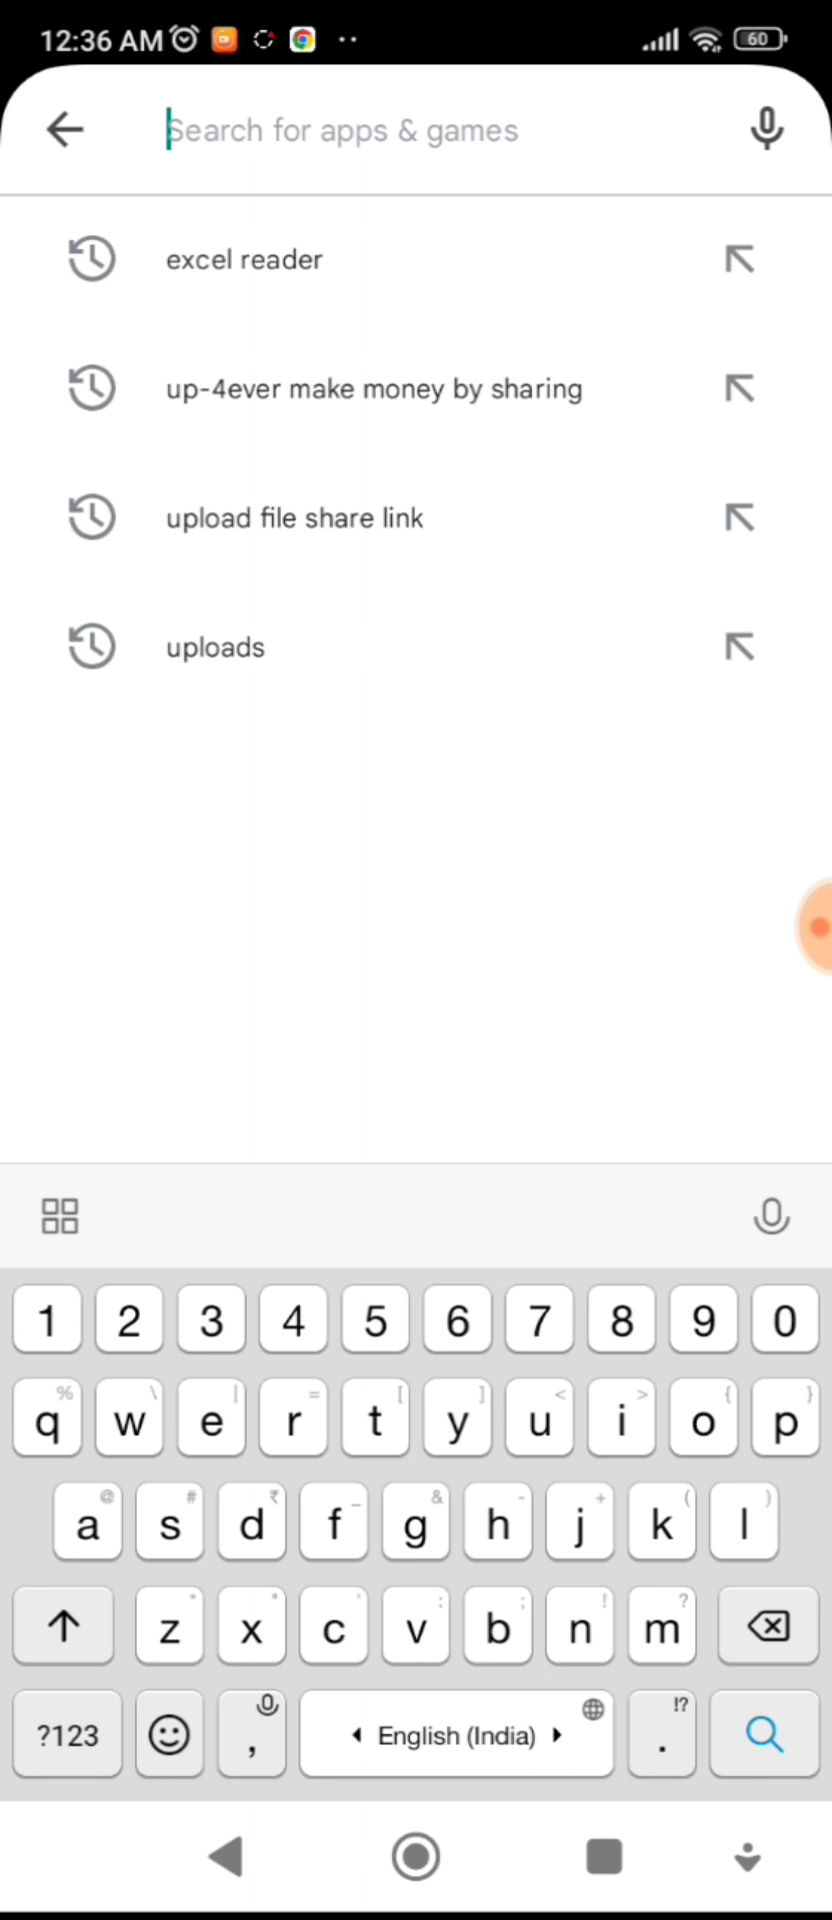 12:36 AM
60
Search for apps & games
excel reader
up-4ever make money by sharing
upload file share link
uploads
1 2 3 4 5 6 7 8 9 0
% \ | = [ ] < > { }
q w e r t y u i o p
@ # ₹ _ & - + ( )
a s d f g h j k l
* " ' : ; ! ?
z x c v b n m
!?
?123 , English (India) .